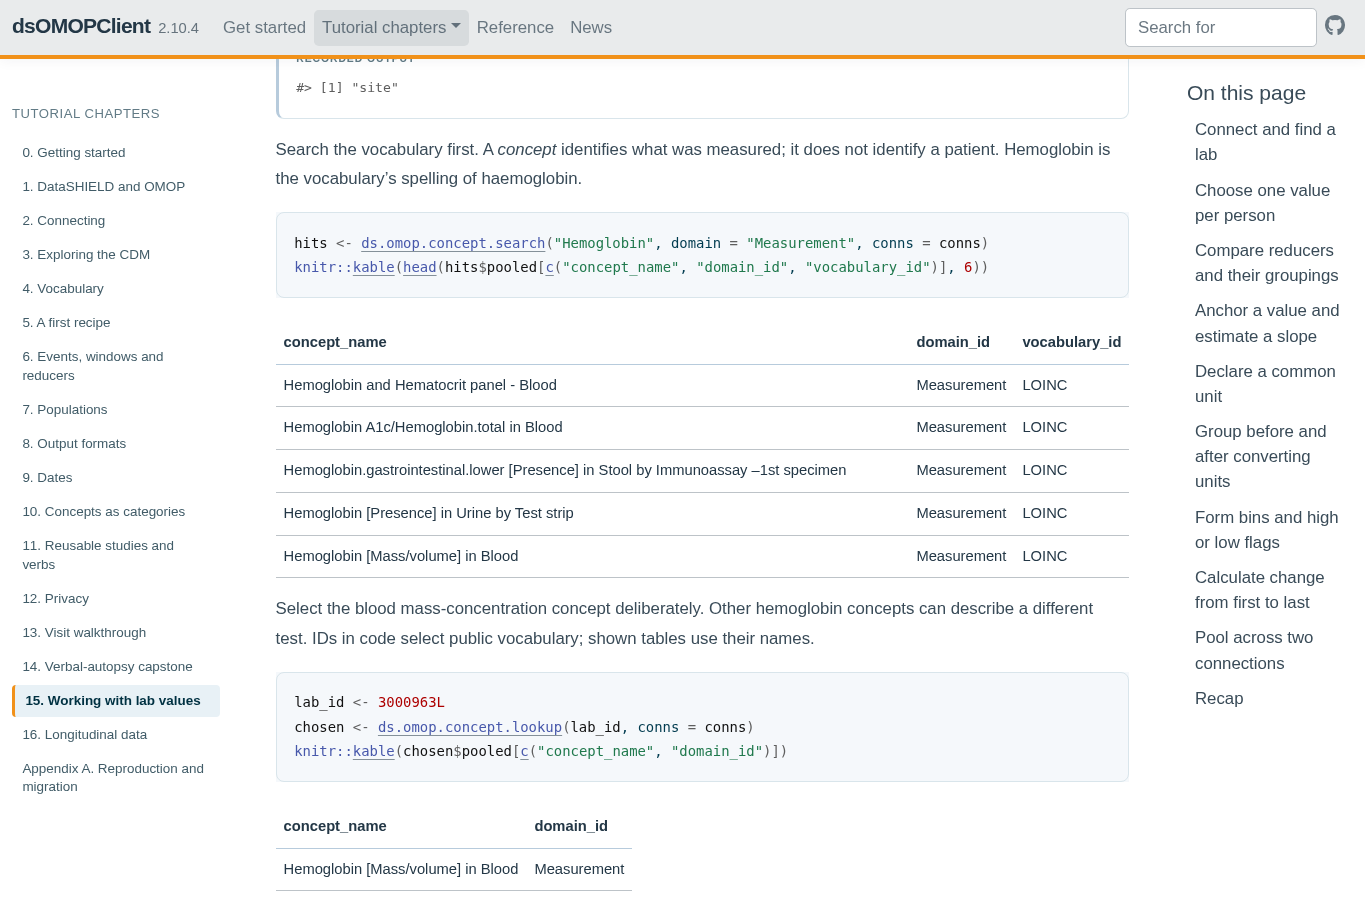 dsOMOPClient 2.10.4 Get started Tutorial chapters Reference News Search for
TUTORIAL CHAPTERS
0. Getting started
1. DataSHIELD and OMOP
2. Connecting
3. Exploring the CDM
4. Vocabulary
5. A first recipe
6. Events, windows and
reducers
7. Populations
8. Output formats
9. Dates
10. Concepts as categories
11. Reusable studies and
verbs
12. Privacy
13. Visit walkthrough
14. Verbal-autopsy capstone
15. Working with lab values
16. Longitudinal data
Appendix A. Reproduction and
migration
RECORDED OUTPUT
#> [1] "site"
Search the vocabulary first. A concept identifies what was measured; it does not identify a patient. Hemoglobin is
the vocabulary’s spelling of haemoglobin.
hits <- ds.omop.concept.search("Hemoglobin", domain = "Measurement", conns = conns)
knitr::kable(head(hits$pooled[c("concept_name", "domain_id", "vocabulary_id")], 6))
concept_name domain_id vocabulary_id
Hemoglobin and Hematocrit panel - Blood Measurement LOINC
Hemoglobin A1c/Hemoglobin.total in Blood Measurement LOINC
Hemoglobin.gastrointestinal.lower [Presence] in Stool by Immunoassay –1st specimen Measurement LOINC
Hemoglobin [Presence] in Urine by Test strip Measurement LOINC
Hemoglobin [Mass/volume] in Blood Measurement LOINC
Select the blood mass-concentration concept deliberately. Other hemoglobin concepts can describe a different
test. IDs in code select public vocabulary; shown tables use their names.
lab_id <- 3000963L
chosen <- ds.omop.concept.lookup(lab_id, conns = conns)
knitr::kable(chosen$pooled[c("concept_name", "domain_id")])
concept_name domain_id
Hemoglobin [Mass/volume] in Blood Measurement
On this page
Connect and find a
lab
Choose one value
per person
Compare reducers
and their groupings
Anchor a value and
estimate a slope
Declare a common
unit
Group before and
after converting
units
Form bins and high
or low flags
Calculate change
from first to last
Pool across two
connections
Recap